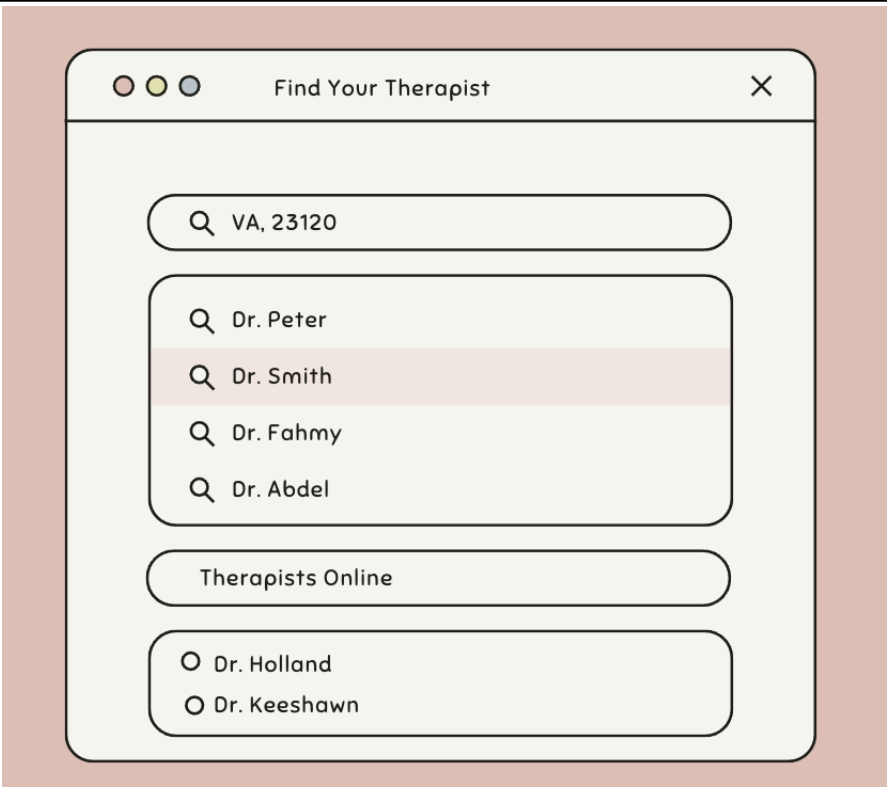 Find Your Therapist
VA, 23120
Dr. Peter
Dr. Smith
Dr. Fahmy
Dr. Abdel
Therapists Online
Dr. Holland
Dr. Keeshawn